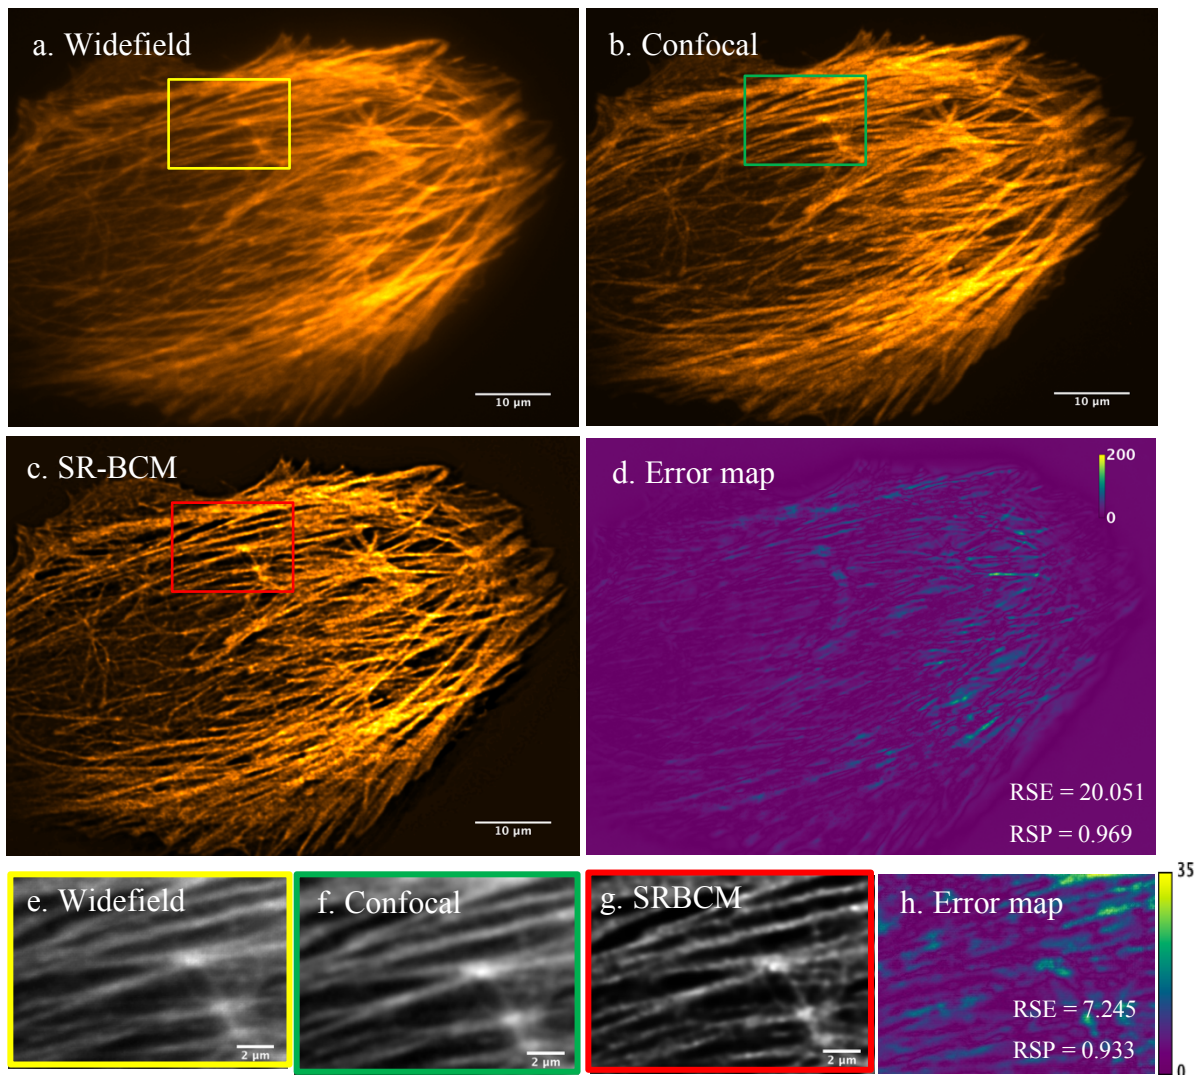 a. Widefield
10 µm
b. Confocal
10 µm
c. SR-BCM
10 µm
d. Error map
200
0
RSE = 20.051
RSP = 0.969
e. Widefield
2 µm
f. Confocal
2 µm
g. SRBCM
2 µm
h. Error map
35
RSE = 7.245
RSP = 0.933
0